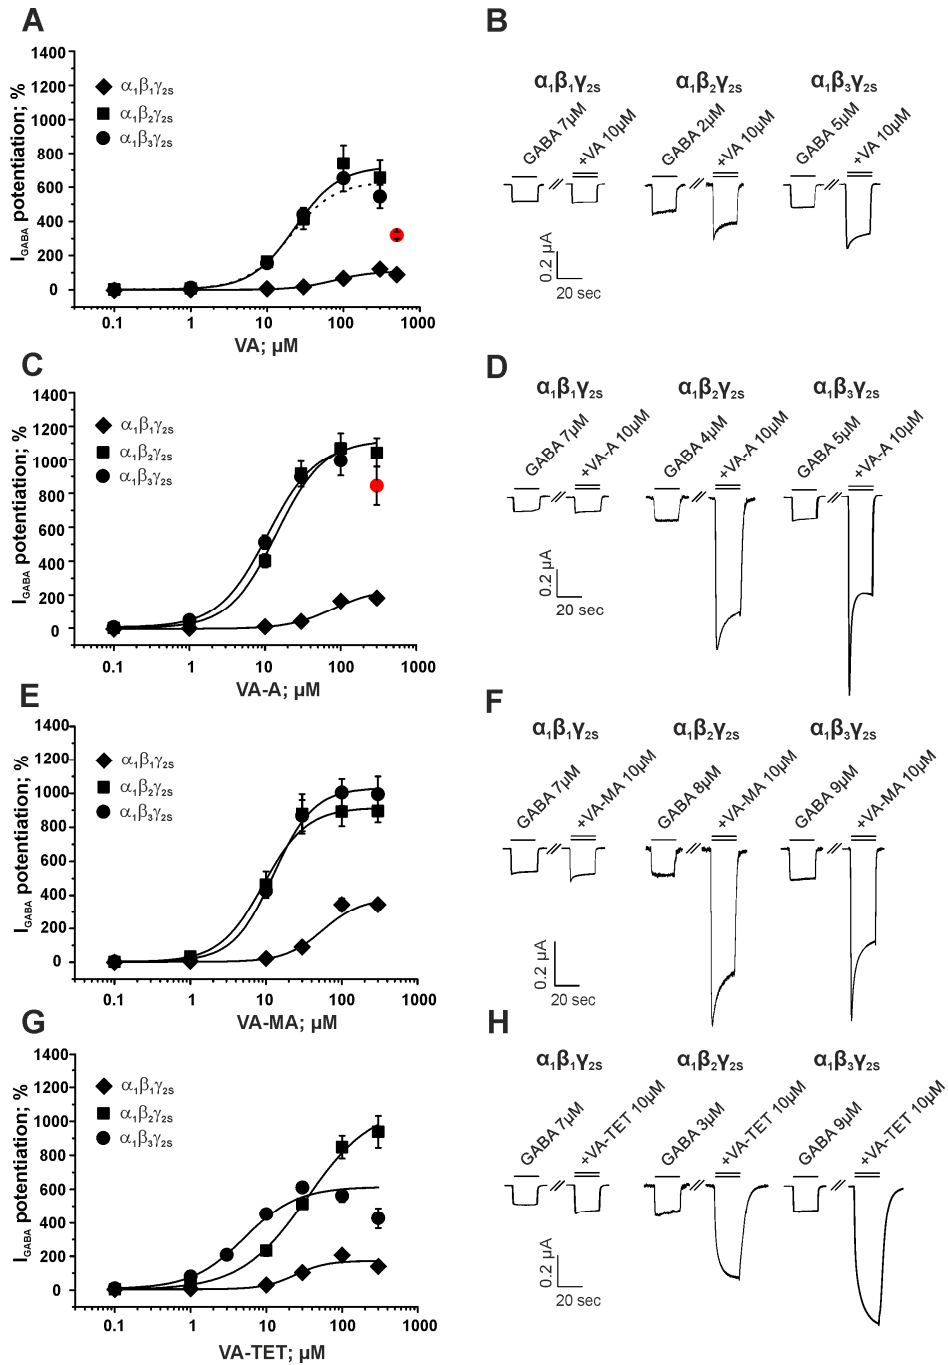 A
I_GABA potentiation; %
1400
1200
1000
800
600
400
200
0
α₁β₁γ₂ₛ
α₁β₂γ₂ₛ
α₁β₃γ₂ₛ
0.1 1 10 100 1000
VA; µM
B
α₁β₁γ₂ₛ α₁β₂γ₂ₛ α₁β₃γ₂ₛ
GABA 7µM
+VA 10µM
GABA 2µM
+VA 10µM
GABA 5µM
+VA 10µM
0.2 µA
20 sec
C
I_GABA potentiation; %
1400
1200
1000
800
600
400
200
0
α₁β₁γ₂ₛ
α₁β₂γ₂ₛ
α₁β₃γ₂ₛ
0.1 1 10 100 1000
VA-A; µM
D
α₁β₁γ₂ₛ α₁β₂γ₂ₛ α₁β₃γ₂ₛ
GABA 7µM
+VA-A 10µM
GABA 4µM
+VA-A 10µM
GABA 5µM
+VA-A 10µM
0.2 µA
20 sec
E
I_GABA potentiation; %
1400
1200
1000
800
600
400
200
0
α₁β₁γ₂ₛ
α₁β₂γ₂ₛ
α₁β₃γ₂ₛ
0.1 1 10 100 1000
VA-MA; µM
F
α₁β₁γ₂ₛ α₁β₂γ₂ₛ α₁β₃γ₂ₛ
GABA 7µM
+VA-MA 10µM
GABA 8µM
+VA-MA 10µM
GABA 9µM
+VA-MA 10µM
0.2 µA
20 sec
G
I_GABA potentiation; %
1400
1200
1000
800
600
400
200
0
α₁β₁γ₂ₛ
α₁β₂γ₂ₛ
α₁β₃γ₂ₛ
0.1 1 10 100 1000
VA-TET; µM
H
α₁β₁γ₂ₛ α₁β₂γ₂ₛ α₁β₃γ₂ₛ
GABA 7µM
+VA-TET 10µM
GABA 3µM
+VA-TET 10µM
GABA 9µM
+VA-TET 10µM
0.2 µA
20 sec